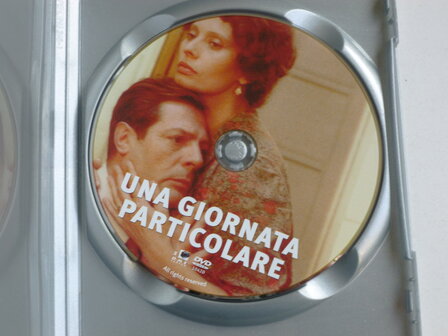 UNA GIORNATA
PARTICOLARE
DVD
All rights reserved